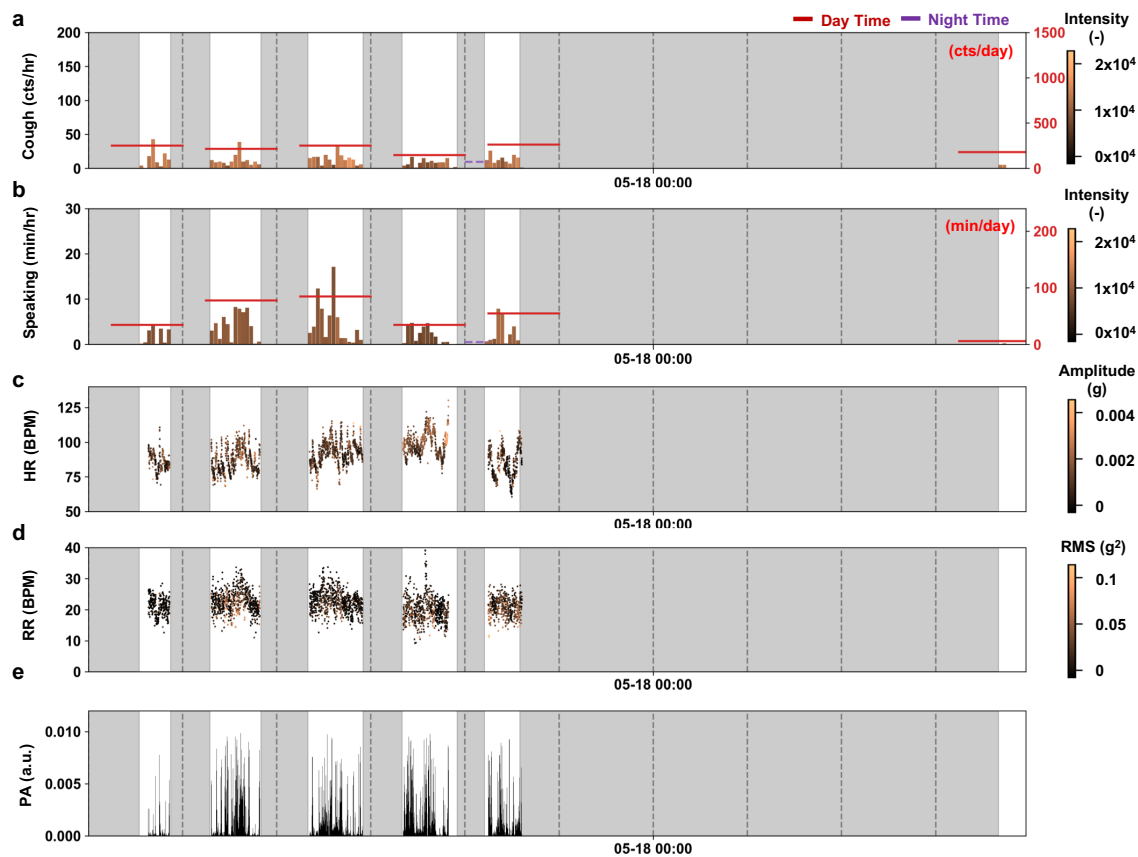 a
Day Time
Night Time
Intensity
(-)
200
150
100
50
0
Cough (cts/hr)
(cts/day)
1500
1000
500
0
2x10⁴
1x10⁴
0x10⁴
05-18 00:00
b
Intensity
(-)
30
20
10
0
Speaking (min/hr)
(min/day)
200
100
0
2x10⁴
1x10⁴
0x10⁴
05-18 00:00
c
Amplitude
(g)
125
100
75
50
HR (BPM)
0.004
0.002
0
05-18 00:00
d
RMS (g²)
40
30
20
10
0
RR (BPM)
0.1
0.05
0
05-18 00:00
e
0.010
0.005
0.000
PA (a.u.)
05-18 00:00